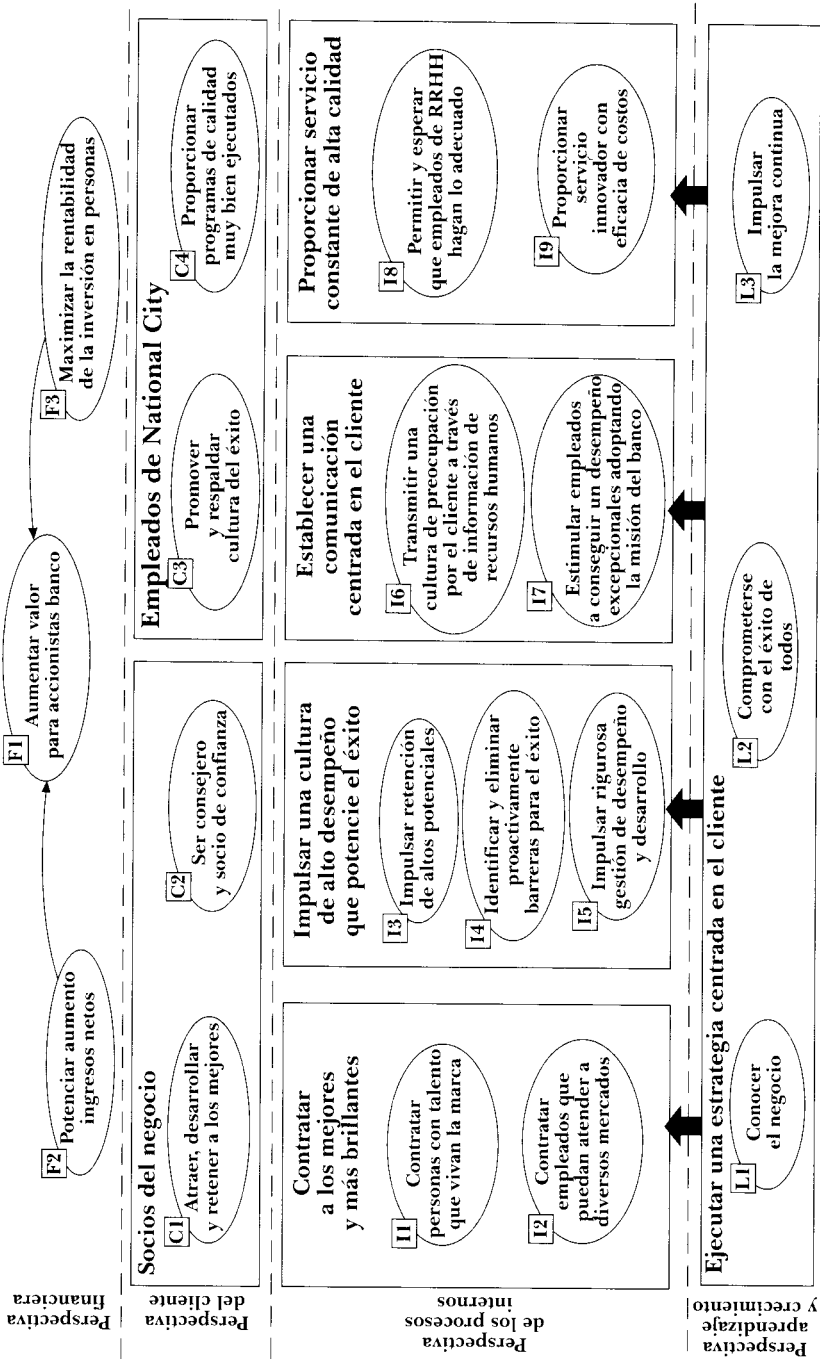 Perspectiva
financiera
F1
Aumentar valor
para accionistas banco
F2
Potenciar aumento
ingresos netos
F3
Maximizar la rentabilidad
de la inversión en personas
Perspectiva
del cliente
Socios del negocio
C1
Atraer, desarrollar
y retener a los mejores
C2
Ser consejero
y socio de confianza
Empleados de National City
C3
Promover
y respaldar
cultura del éxito
C4
Proporcionar
programas de calidad
muy bien ejecutados
Perspectiva
de los procesos
internos
Contratar
a los mejores
y más brillantes
I1
Contratar
personas con talento
que vivan la marca
I2
Contratar
empleados que
puedan atender a
diversos mercados
Impulsar una cultura
de alto desempeño
que potencie el éxito
I3
Impulsar retención
de altos potenciales
I4
Identificar y eliminar
proactivamente
barreras para el éxito
I5
Impulsar rigurosa
gestión de desempeño
y desarrollo
Establecer una
comunicación
centrada en el cliente
I6
Transmitir una
cultura de preocupación
por el cliente a través
de información de
recursos humanos
I7
Estimular empleados
a conseguir un desempeño
excepcionales adoptando
la misión del banco
Proporcionar servicio
constante de alta calidad
I8
Permitir y esperar
que empleados de RRHH
hagan lo adecuado
I9
Proporcionar
servicio
innovador con
eficacia de costos
Perspectiva
aprendizaje
y crecimiento
Ejecutar una estrategia centrada en el cliente
L1
Conocer
el negocio
L2
Comprometerse
con el éxito de
todos
L3
Impulsar
la mejora continua